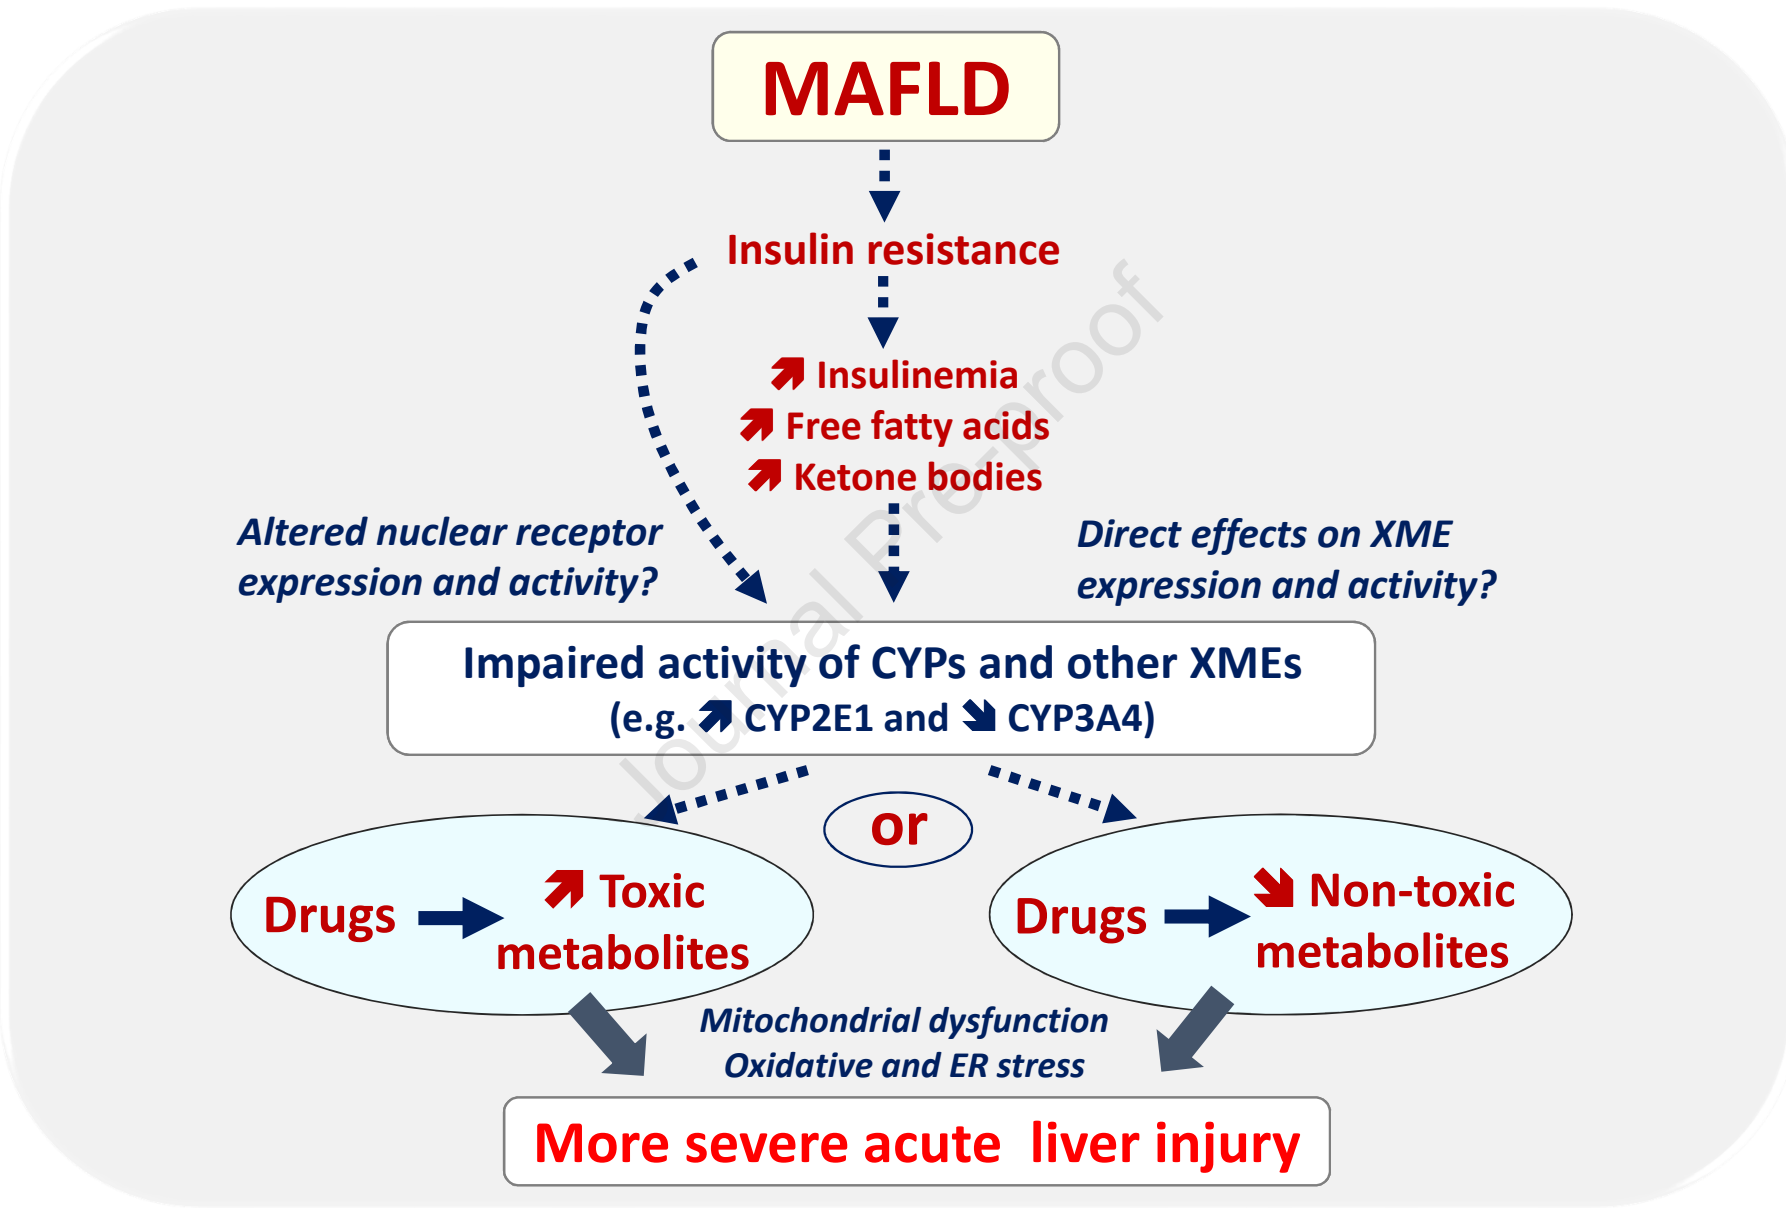 MAFLD
Insulin resistance
Insulinemia
Free fatty acids
Ketone bodies
Altered nuclear receptor
expression and activity?
Direct effects on XME
expression and activity?
Impaired activity of CYPs and other XMEs
(e.g. ↗ CYP2E1 and ↘ CYP3A4)
or
Drugs
Toxic
metabolites
Drugs
Non-toxic
metabolites
Mitochondrial dysfunction
Oxidative and ER stress
More severe acute liver injury
Journal Pre-proof